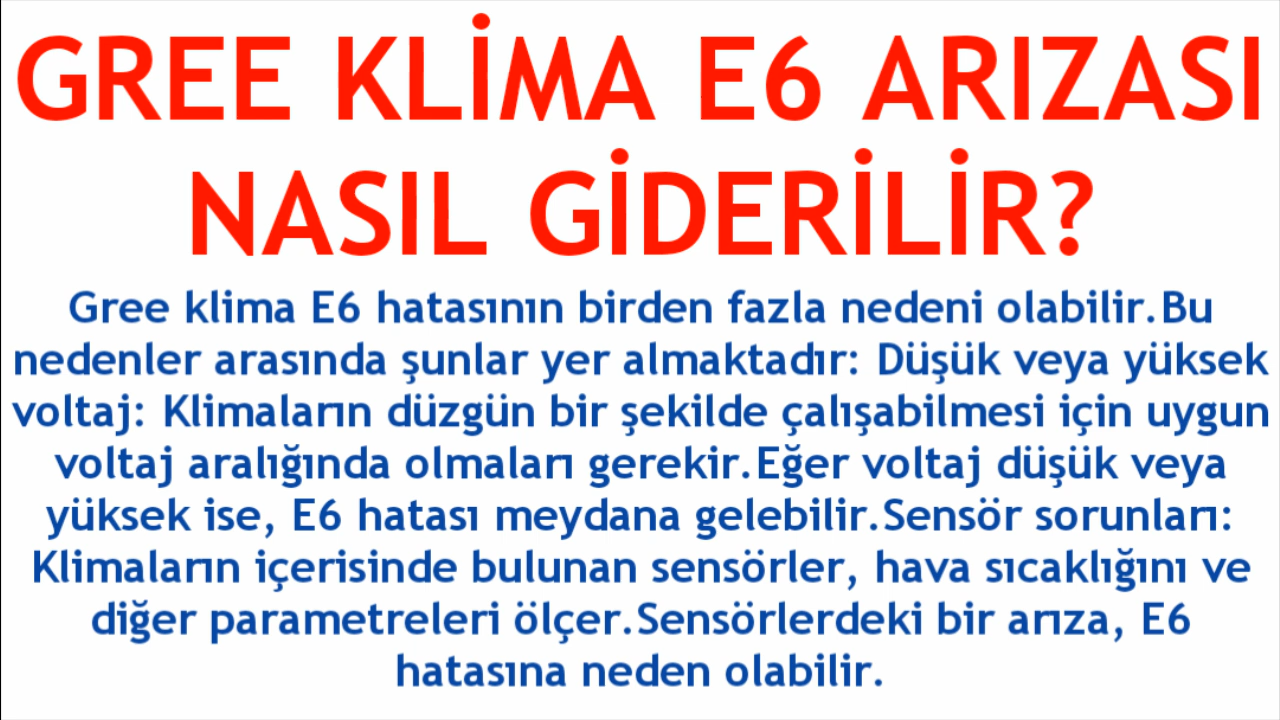 GREE KLİMA E6 ARIZASI
NASIL GİDERİLİR?
Gree klima E6 hatasının birden fazla nedeni olabilir.Bu
nedenler arasında şunlar yer almaktadır: Düşük veya yüksek
voltaj: Klimaların düzgün bir şekilde çalışabilmesi için uygun
voltaj aralığında olmaları gerekir.Eğer voltaj düşük veya
yüksek ise, E6 hatası meydana gelebilir.Sensör sorunları:
Klimaların içerisinde bulunan sensörler, hava sıcaklığını ve
diğer parametreleri ölçer.Sensörlerdeki bir arıza, E6
hatasına neden olabilir.